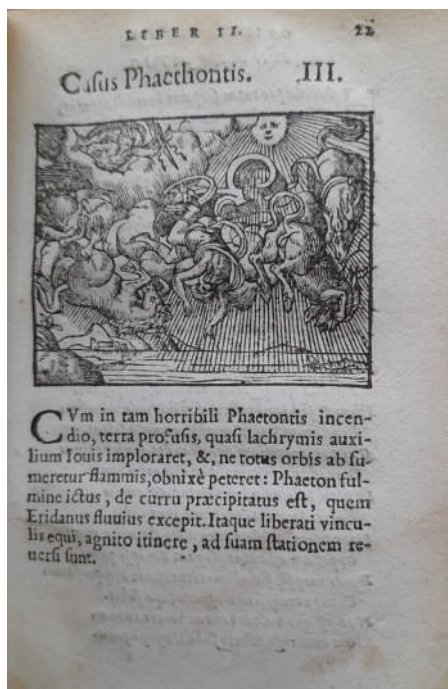 LIBER II. 22
Casus Phaethontis. III.
CVm in tam horribili Phaetontis incen-
dio, terra profusis, quasi lachrymis auxi-
lium Iouis imploraret, &, ne totus orbis ab su-
meretur flammis, obnixè peteret: Phaeton ful-
mine ictus, de curru præcipitatus est, quem
Eridanus fluuius excepit. Itaque liberati vincu-
lis equi, agnito itinere, ad suam stationem re-
uersi sunt.